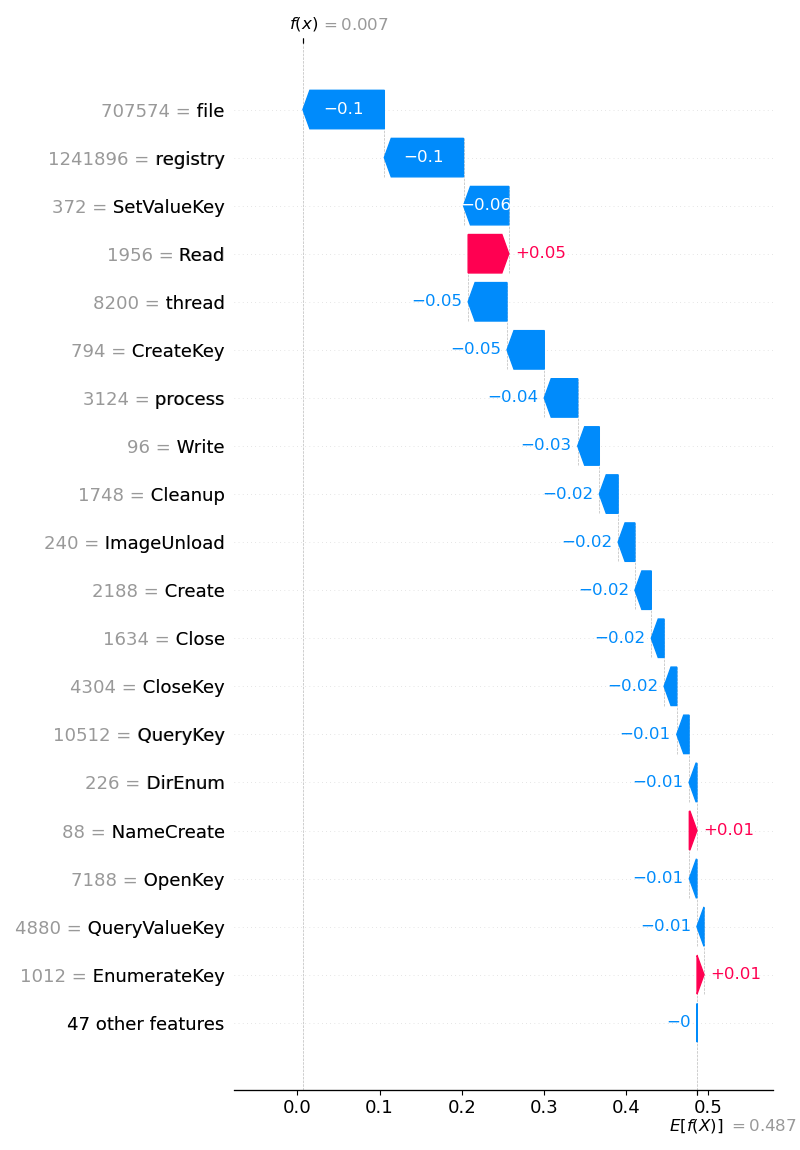 f(x) = 0.007
707574 = file −0.1
1241896 = registry −0.1
372 = SetValueKey −0.06
1956 = Read +0.05
8200 = thread −0.05
794 = CreateKey −0.05
3124 = process −0.04
96 = Write −0.03
1748 = Cleanup −0.02
240 = ImageUnload −0.02
2188 = Create −0.02
1634 = Close −0.02
4304 = CloseKey −0.02
10512 = QueryKey −0.01
226 = DirEnum −0.01
88 = NameCreate +0.01
7188 = OpenKey −0.01
4880 = QueryValueKey −0.01
1012 = EnumerateKey +0.01
47 other features −0
0.0 0.1 0.2 0.3 0.4 0.5
E[f(X)] = 0.487